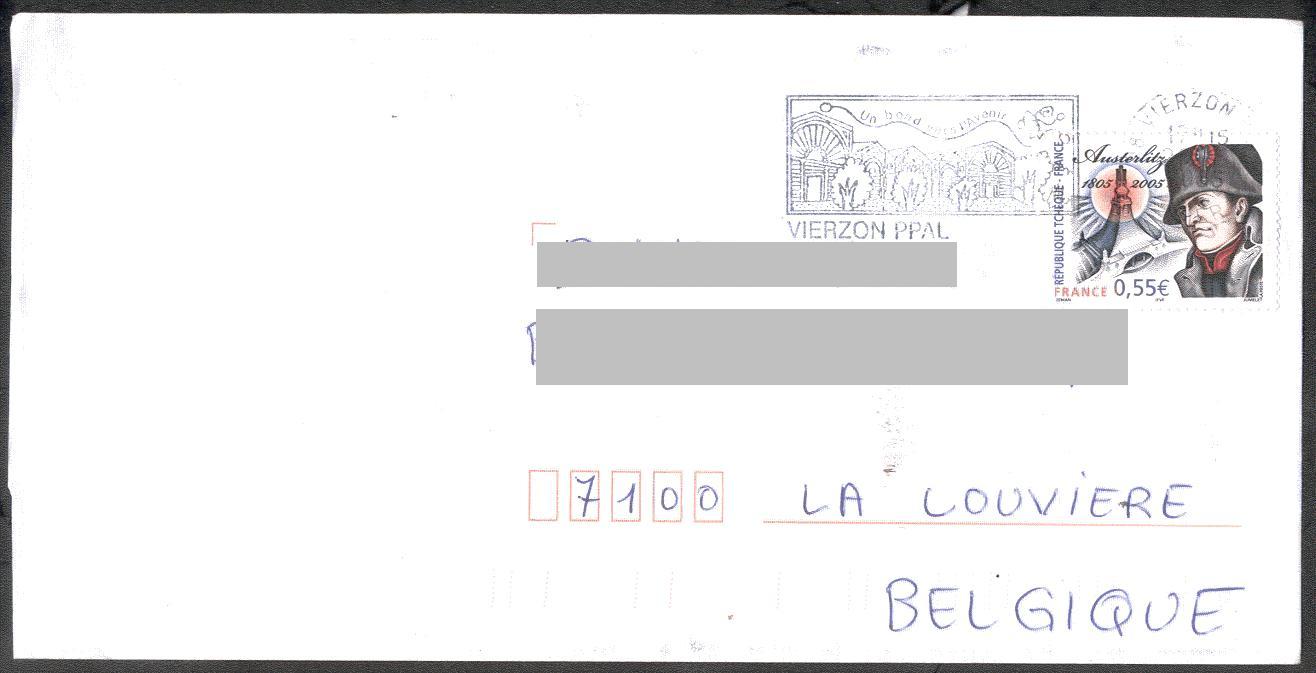 Un bond vers l'Avenir
VIERZON PPAL
VIERZON
Austerlitz
1805 2005
RÉPUBLIQUE TCHÈQUE - FRANCE
FRANCE 0,55€
JUMELET
7100 LA LOUVIERE
BELGIQUE